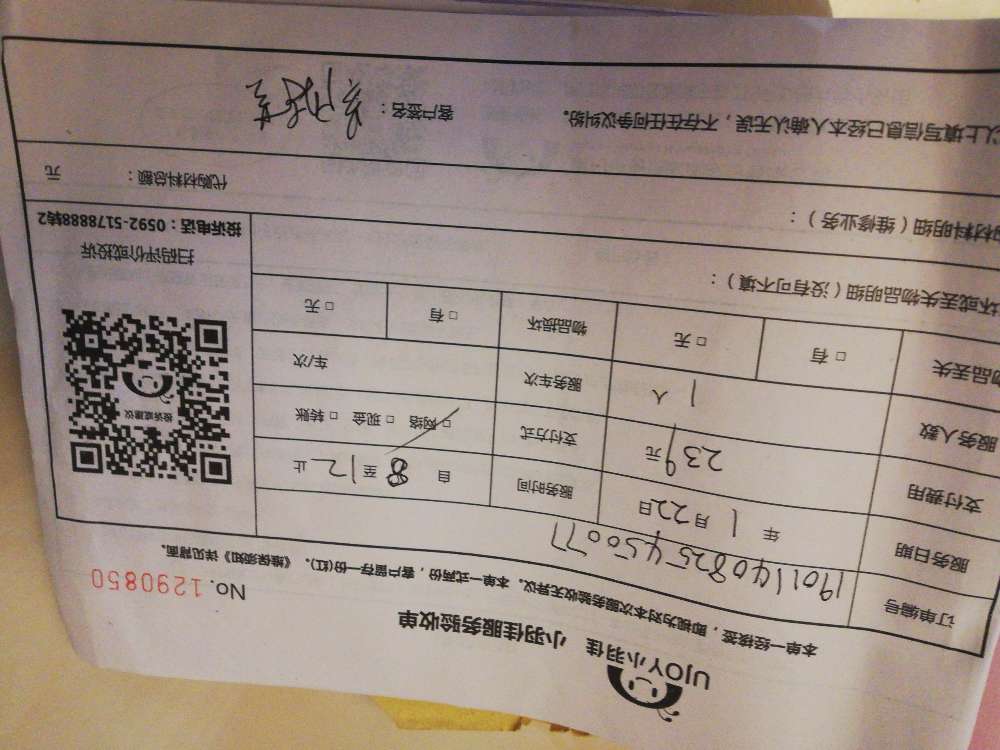 UJOY小羽佳 小羽佳服务验收单
No. 1290850
本单一经核签,即视为对本次服务验收无异议。本单一式两份,客户留存一份(红)。《维保须知》详见背面。
订单编号 1901140825450077
服务日期 年 1 月 22 日 服务时间 自 8 至 12 止
支付费用 239 元 支付方式 □ 网络 □ 现金 □ 转账
服务人数 1 人 服务车次 车/次
物品丢失 □ 有 □ 无 物品损坏 □ 有 □ 无
坏或丢失物品明细(没有可不填):
投诉建议
扫码评价或投诉
投诉电话:0592-5178888转2
材料明细(维修业务): 代购材料总额: 元
以上填写信息已经本人确认无误,不存在任何争议纠纷。 客户签名: